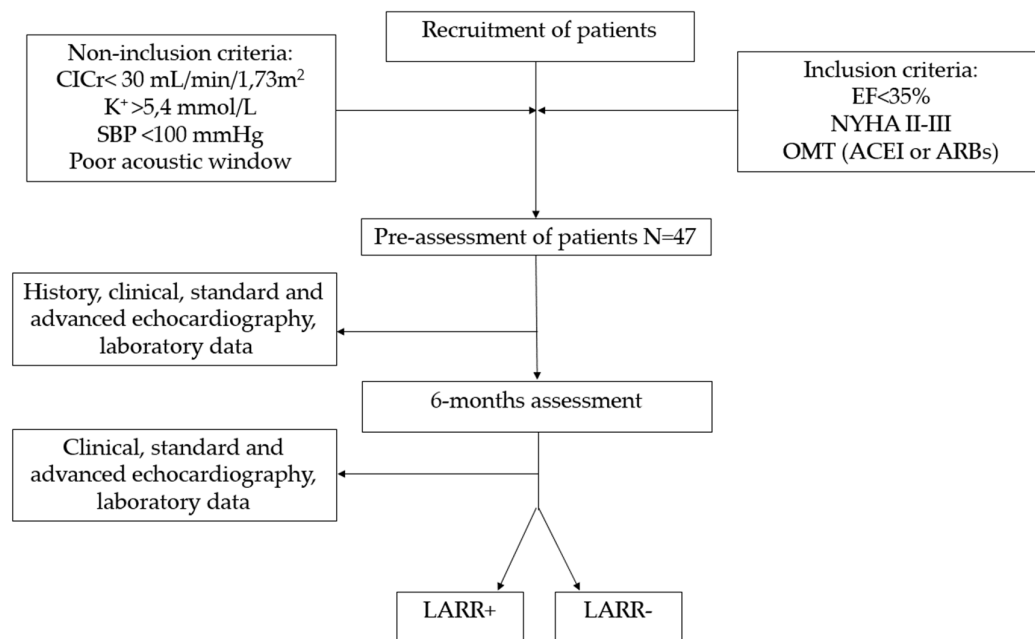 Recruitment of patients
Non-inclusion criteria:
CICr< 30 mL/min/1,73m²
K⁺ >5,4 mmol/L
SBP <100 mmHg
Poor acoustic window
Inclusion criteria:
EF<35%
NYHA II-III
OMT (ACEI or ARBs)
Pre-assessment of patients N=47
History, clinical, standard and
advanced echocardiography,
laboratory data
6-months assessment
Clinical, standard and
advanced echocardiography,
laboratory data
LARR+
LARR-